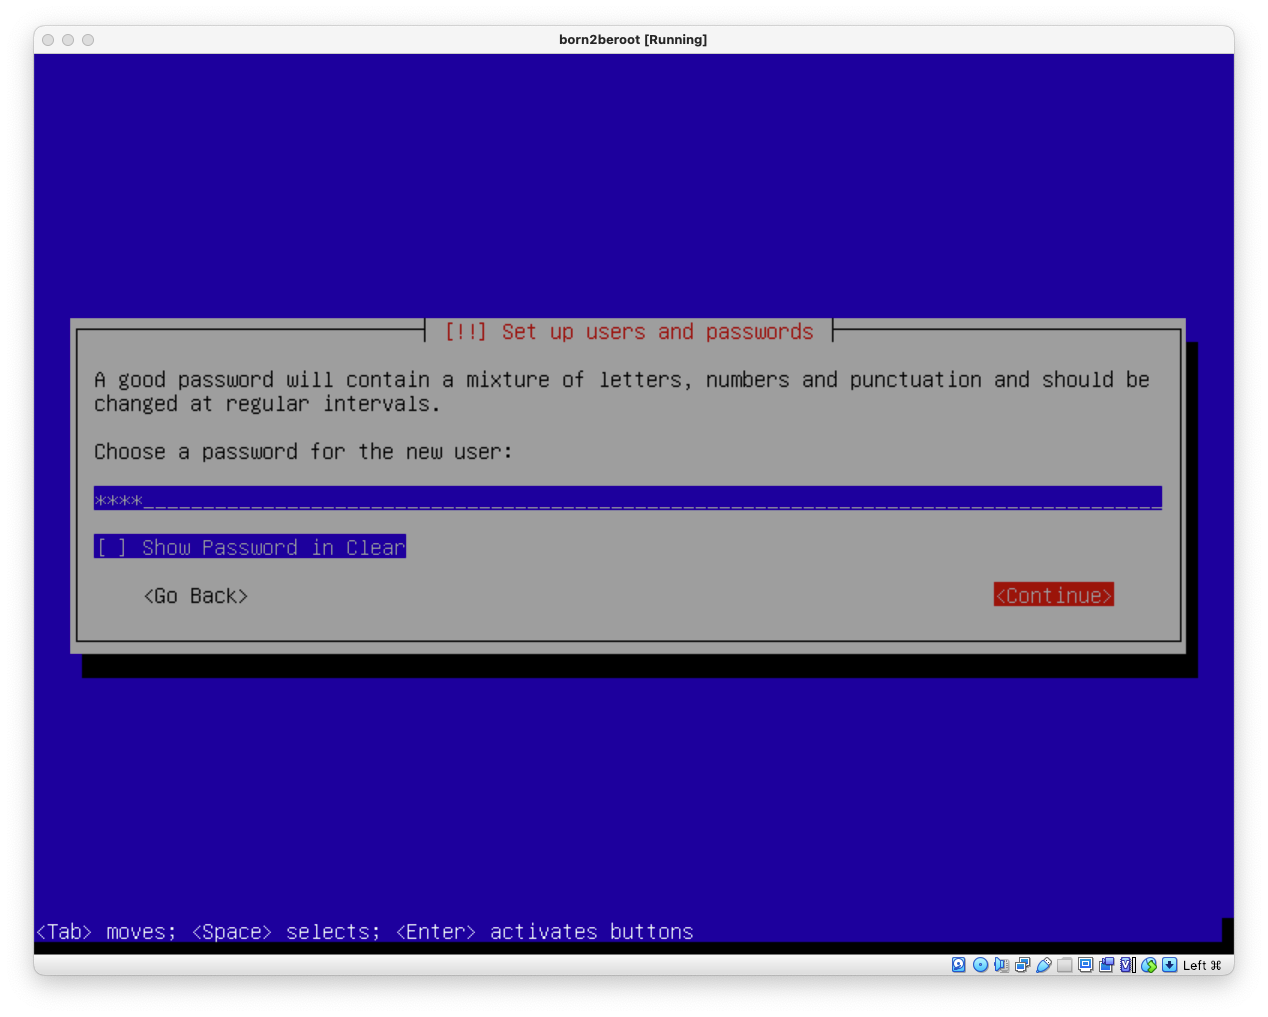 born2beroot [Running]
[!!] Set up users and passwords
A good password will contain a mixture of letters, numbers and punctuation and should be
changed at regular intervals.
Choose a password for the new user:
****
[ ] Show Password in Clear
<Go Back> <Continue>
<Tab> moves; <Space> selects; <Enter> activates buttons
Left ⌘